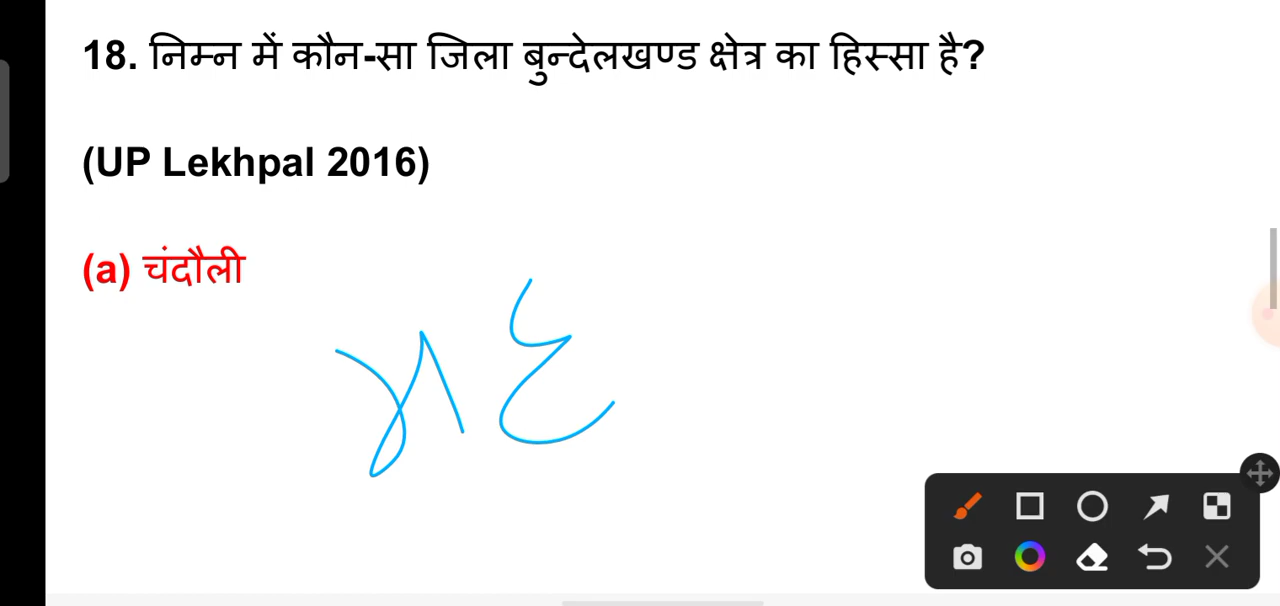 18. निम्न में कौन-सा जिला बुन्देलखण्ड क्षेत्र का हिस्सा है?
(UP Lekhpal 2016)
(a) चंदौली